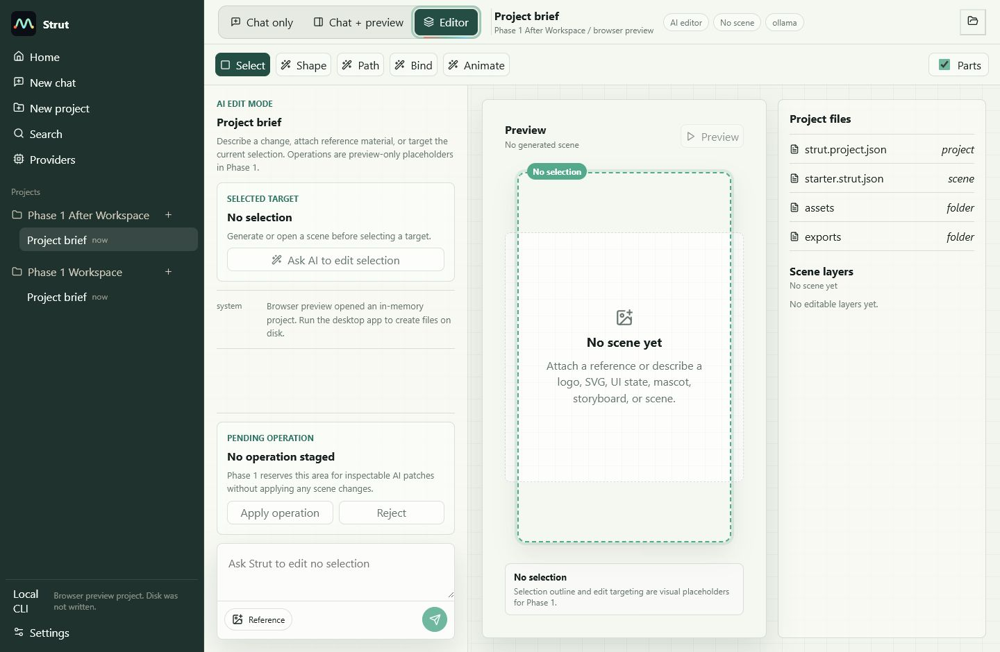 Strut
Home
New chat
New project
Search
Providers
Projects
Phase 1 After Workspace +
Project brief now
Phase 1 Workspace +
Project brief now
Local CLI
Browser preview project. Disk was
not written.
Settings
Chat only
Chat + preview
Editor
Project brief
Phase 1 After Workspace / browser preview
AI editor
No scene
ollama
Select
Shape
Path
Bind
Animate
Parts
AI EDIT MODE
Project brief
Describe a change, attach reference material, or target the
current selection. Operations are preview-only placeholders
in Phase 1.
SELECTED TARGET
No selection
Generate or open a scene before selecting a target.
Ask AI to edit selection
system
Browser preview opened an in-memory
project. Run the desktop app to create files on
disk.
PENDING OPERATION
No operation staged
Phase 1 reserves this area for inspectable AI patches
without applying any scene changes.
Apply operation
Reject
Ask Strut to edit no selection
Reference
Preview
No generated scene
Preview
No selection
No scene yet
Attach a reference or describe a
logo, SVG, UI state, mascot,
storyboard, or scene.
No selection
Selection outline and edit targeting are visual placeholders
for Phase 1.
Project files
strut.project.json project
starter.strut.json scene
assets folder
exports folder
Scene layers
No scene yet
No editable layers yet.